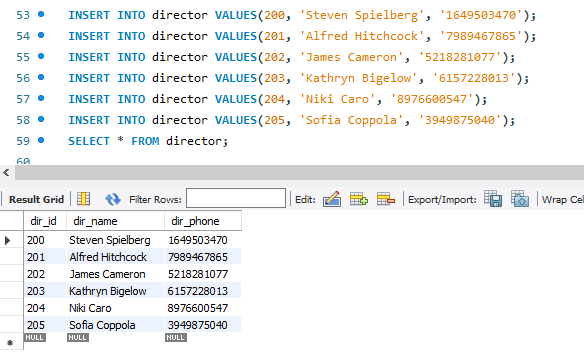 53 INSERT INTO director VALUES(200, 'Steven Spielberg', '1649503470');
54 INSERT INTO director VALUES(201, 'Alfred Hitchcock', '7989467865');
55 INSERT INTO director VALUES(202, 'James Cameron', '5218281077');
56 INSERT INTO director VALUES(203, 'Kathryn Bigelow', '6157228013');
57 INSERT INTO director VALUES(204, 'Niki Caro', '8976600547');
58 INSERT INTO director VALUES(205, 'Sofia Coppola', '3949875040');
59 SELECT * FROM director;
60
Result Grid Filter Rows: Edit: Export/Import: Wrap Cel
dir_id dir_name dir_phone
200 Steven Spielberg 1649503470
201 Alfred Hitchcock 7989467865
202 James Cameron 5218281077
203 Kathryn Bigelow 6157228013
204 Niki Caro 8976600547
205 Sofia Coppola 3949875040
NULL NULL NULL